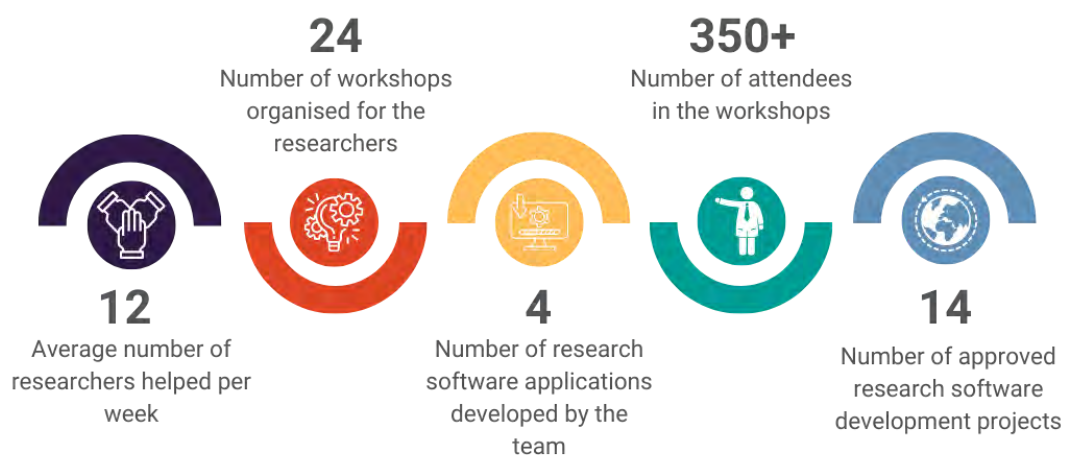 24
Number of workshops
organised for the
researchers
350+
Number of attendees
in the workshops
12
Average number of
researchers helped per
week
4
Number of research
software applications
developed by the
team
14
Number of approved
research software
development projects